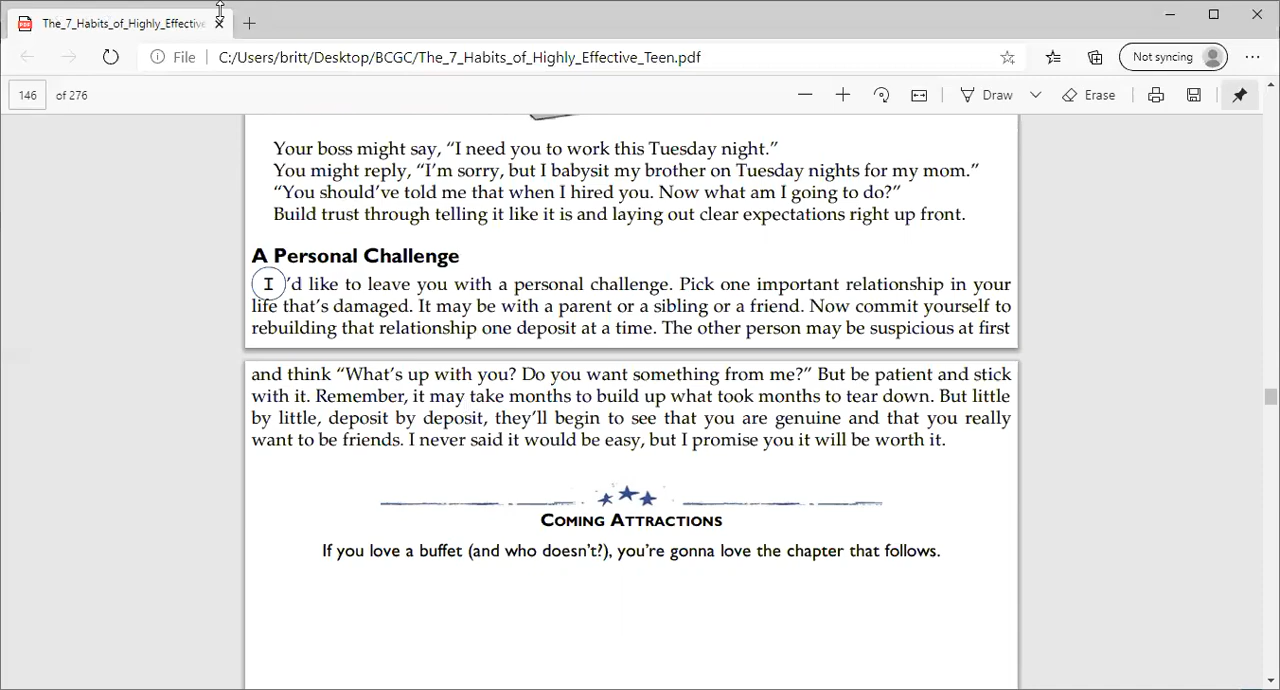 The_7_Habits_of_Highly_Effective
File C:/Users/britt/Desktop/BCGC/The_7_Habits_of_Highly_Effective_Teen.pdf Not syncing
146 of 276 Draw Erase
Your boss might say, “I need you to work this Tuesday night.”
You might reply, “I’m sorry, but I babysit my brother on Tuesday nights for my mom.”
“You should’ve told me that when I hired you. Now what am I going to do?”
Build trust through telling it like it is and laying out clear expectations right up front.
A Personal Challenge
I’d like to leave you with a personal challenge. Pick one important relationship in your
life that’s damaged. It may be with a parent or a sibling or a friend. Now commit yourself to
rebuilding that relationship one deposit at a time. The other person may be suspicious at first
and think “What’s up with you? Do you want something from me?” But be patient and stick
with it. Remember, it may take months to build up what took months to tear down. But little
by little, deposit by deposit, they’ll begin to see that you are genuine and that you really
want to be friends. I never said it would be easy, but I promise you it will be worth it.
COMING ATTRACTIONS
If you love a buffet (and who doesn’t?), you’re gonna love the chapter that follows.